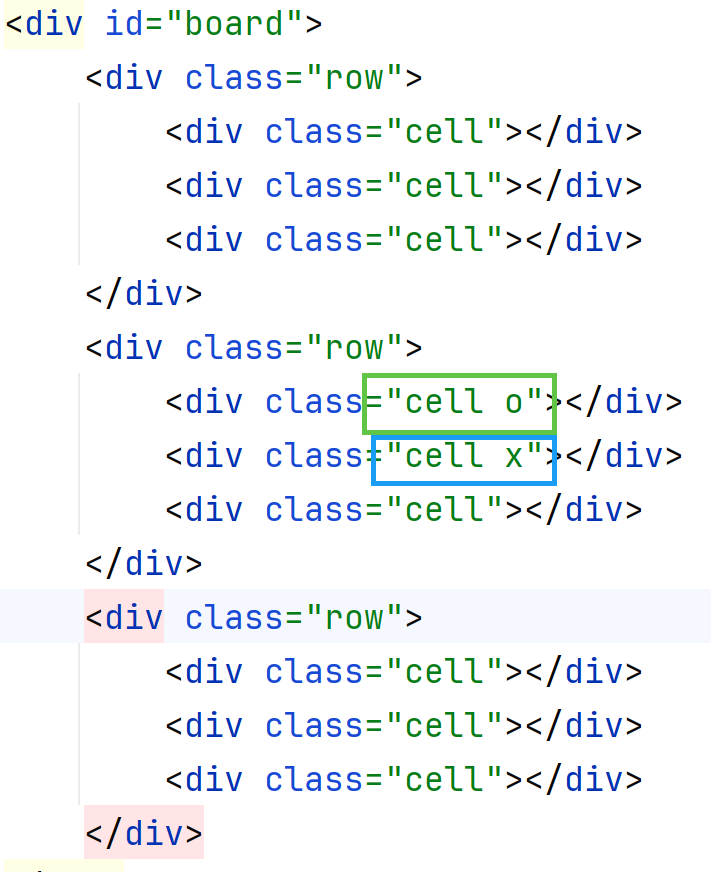 <div id="board">
<div class="row">
<div class="cell"></div>
<div class="cell"></div>
<div class="cell"></div>
</div>
<div class="row">
<div class="cell o"></div>
<div class="cell x"></div>
<div class="cell"></div>
</div>
<div class="row">
<div class="cell"></div>
<div class="cell"></div>
<div class="cell"></div>
</div>